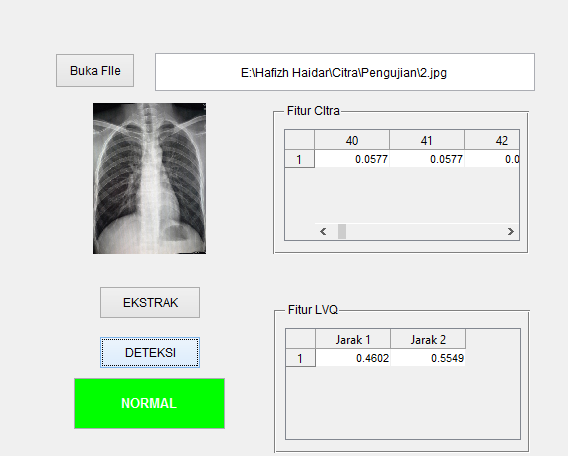 Buka FIle
E:\Hafizh Haidar\Citra\Pengujian\2.jpg
Fitur CItra
40 41 42
1 0.0577 0.0577 0.0
EKSTRAK
DETEKSI
NORMAL
Fitur LVQ
Jarak 1 Jarak 2
1 0.4602 0.5549